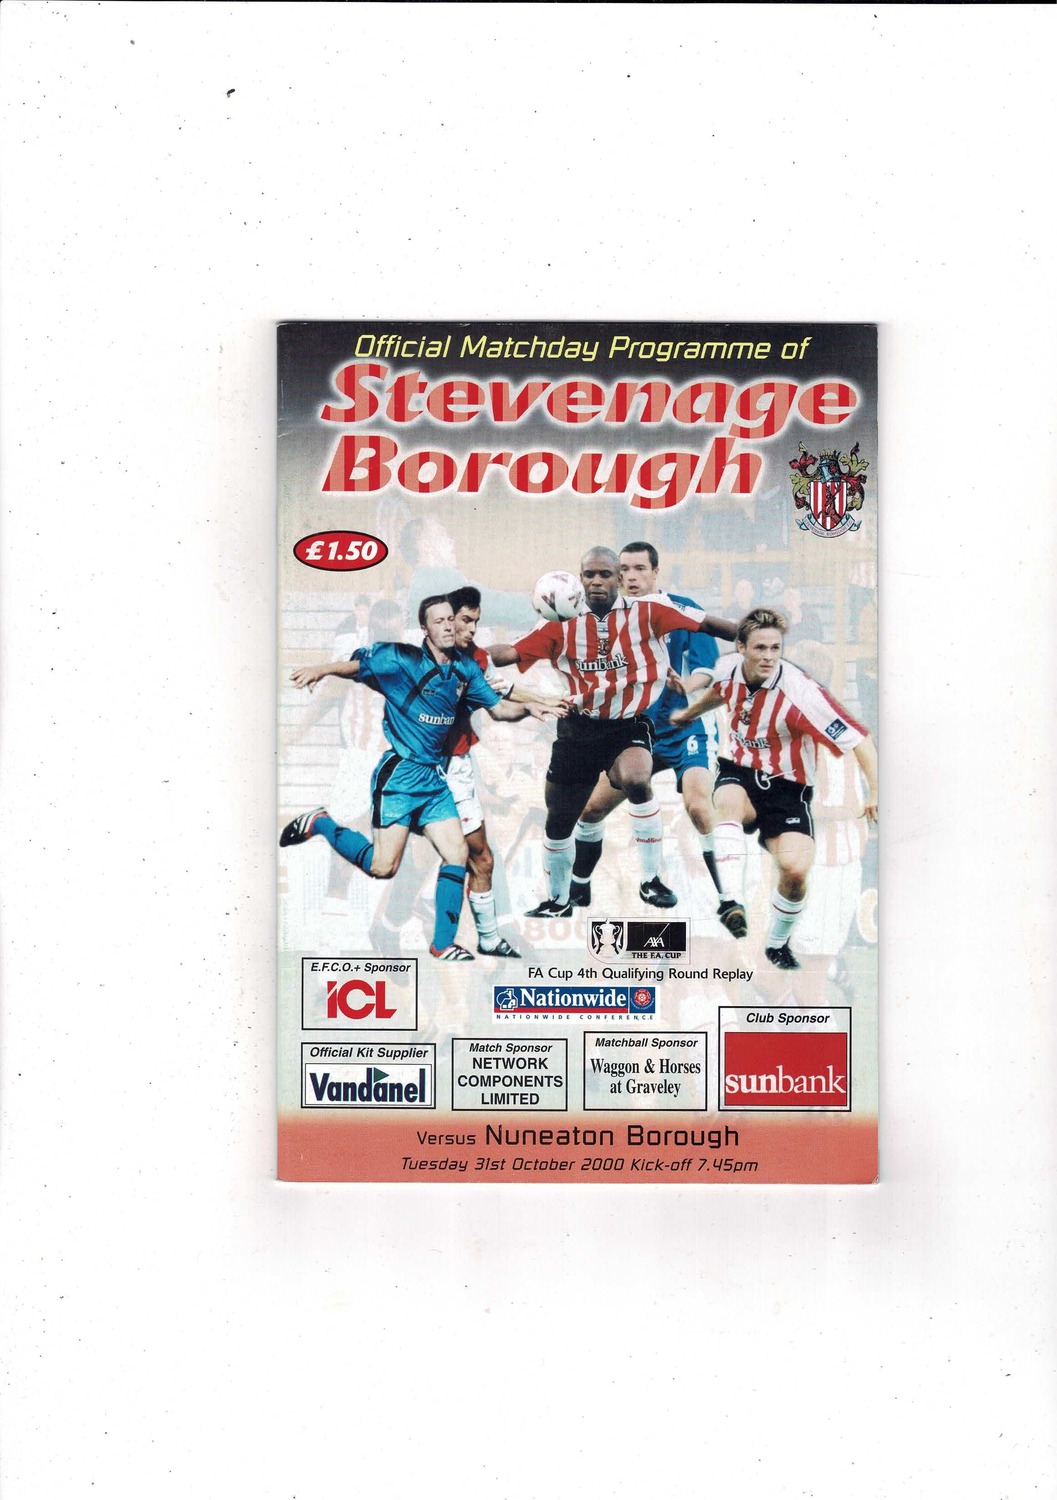 Official Matchday Programme of
Stevenage
Borough
£1.50
sunbank
sunbank
6
AXA
THE F.A. CUP
FA Cup 4th Qualifying Round Replay
Nationwide
NATIONWIDE CONFERENCE
E.F.C.O.+ Sponsor
ICL
Official Kit Supplier
Vandanel
Match Sponsor
NETWORK
COMPONENTS
LIMITED
Matchball Sponsor
Waggon & Horses
at Graveley
Club Sponsor
sunbank
Versus Nuneaton Borough
Tuesday 31st October 2000 Kick-off 7.45pm